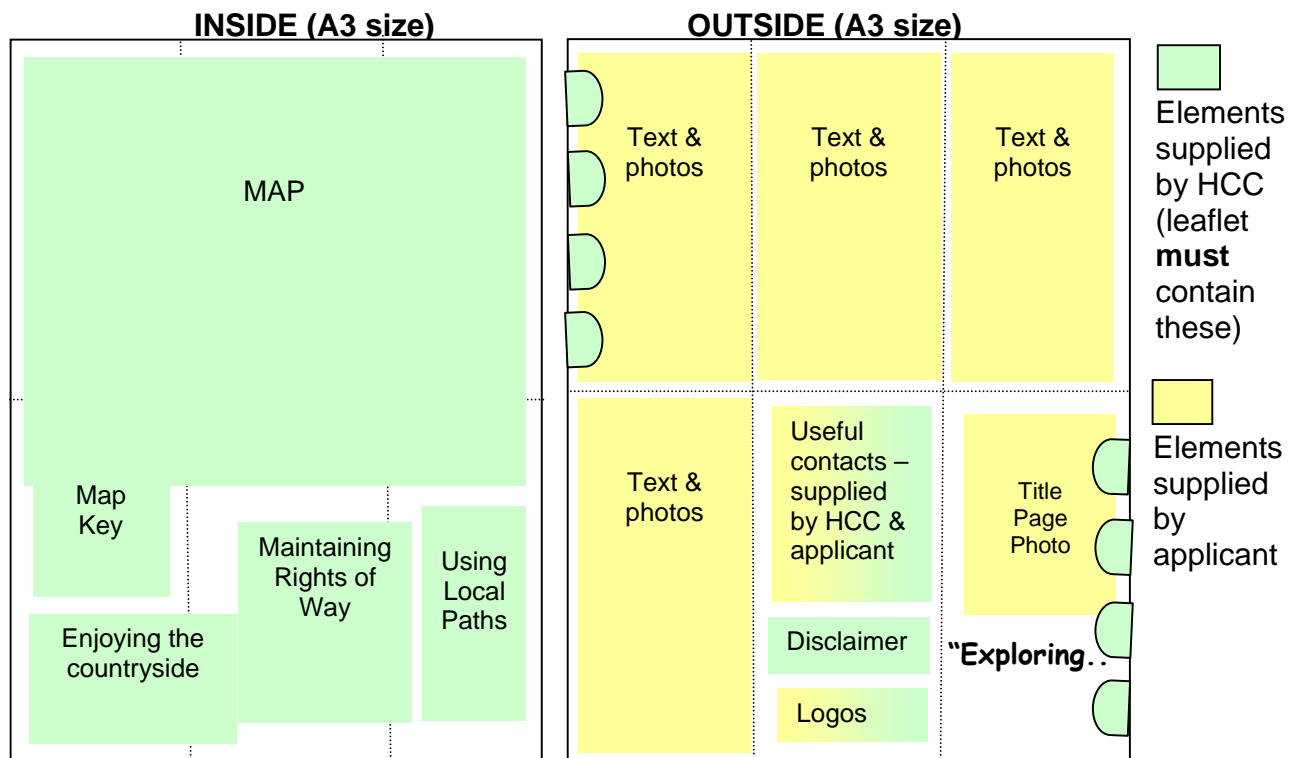 INSIDE (A3 size)
MAP
Map
Key
Maintaining
Rights of
Way
Using
Local
Paths
Enjoying the
countryside
OUTSIDE (A3 size)
Text &
photos
Text &
photos
Text &
photos
Text &
photos
Useful
contacts –
supplied
by HCC &
applicant
Disclaimer
Logos
Title
Page
Photo
“Exploring..
Elements
supplied
by HCC
(leaflet
must
contain
these)
Elements
supplied
by
applicant